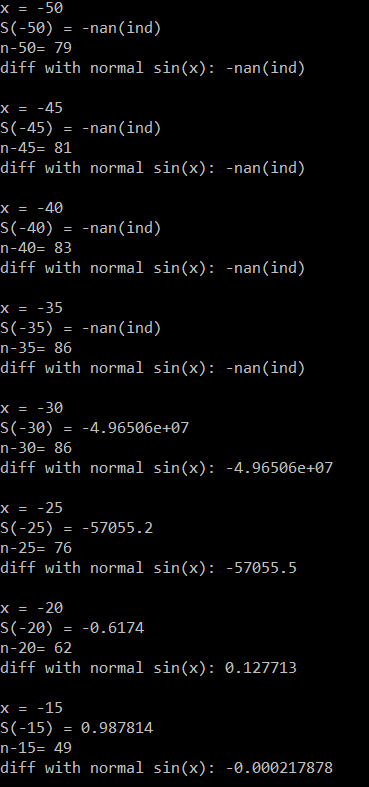 x = -50
S(-50) = -nan(ind)
n-50= 79
diff with normal sin(x): -nan(ind)
x = -45
S(-45) = -nan(ind)
n-45= 81
diff with normal sin(x): -nan(ind)
x = -40
S(-40) = -nan(ind)
n-40= 83
diff with normal sin(x): -nan(ind)
x = -35
S(-35) = -nan(ind)
n-35= 86
diff with normal sin(x): -nan(ind)
x = -30
S(-30) = -4.96506e+07
n-30= 86
diff with normal sin(x): -4.96506e+07
x = -25
S(-25) = -57055.2
n-25= 76
diff with normal sin(x): -57055.5
x = -20
S(-20) = -0.6174
n-20= 62
diff with normal sin(x): 0.127713
x = -15
S(-15) = 0.987814
n-15= 49
diff with normal sin(x): -0.000217878